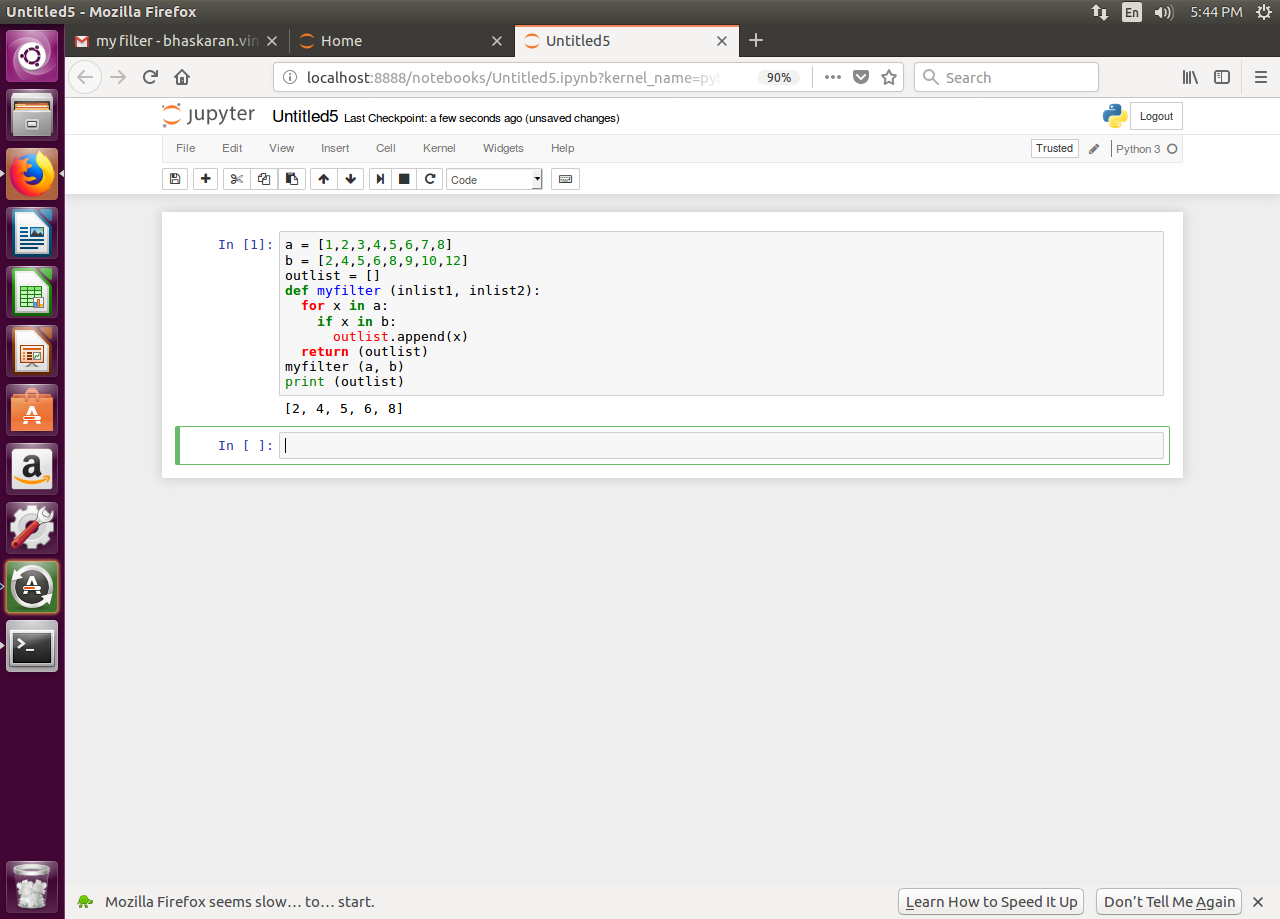 Untitled5 - Mozilla Firefox
En
5:44 PM
my filter - bhaskaran.vin
Home
Untitled5
localhost:8888/notebooks/Untitled5.ipynb?kernel_name=pyt
90%
Search
jupyter
Untitled5 Last Checkpoint: a few seconds ago (unsaved changes)
Logout
File Edit View Insert Cell Kernel Widgets Help
Trusted
Python 3
Code
In [1]:
a = [1,2,3,4,5,6,7,8]
b = [2,4,5,6,8,9,10,12]
outlist = []
def myfilter (inlist1, inlist2):
  for x in a:
    if x in b:
      outlist.append(x)
  return (outlist)
myfilter (a, b)
print (outlist)
[2, 4, 5, 6, 8]
In [ ]:
Mozilla Firefox seems slow… to… start.
Learn How to Speed It Up
Don't Tell Me Again